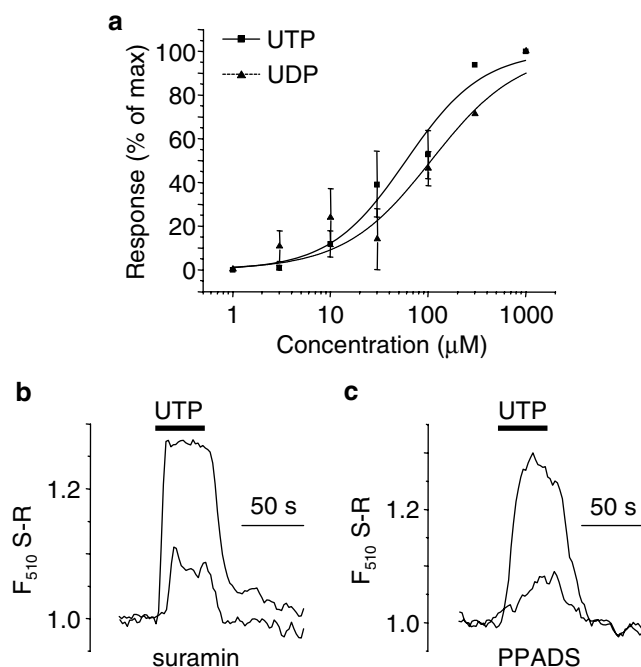 a
UTP
UDP
Response (% of max)
100
80
60
40
20
0
1
10
100
1000
Concentration (µM)
b
UTP
F510 S-R
1.2
1.0
50 s
suramin
c
UTP
F510 S-R
1.2
1.0
50 s
PPADS